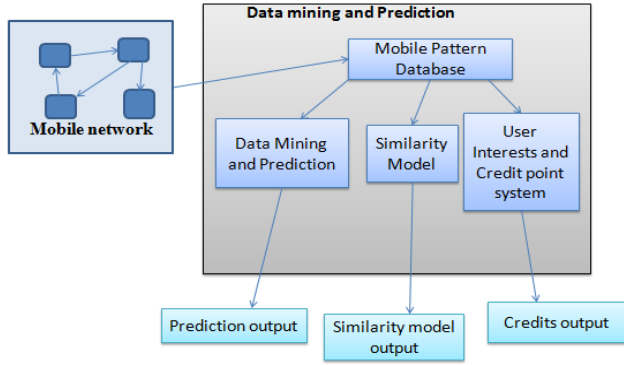 Data mining and Prediction
Mobile Pattern
Database
Mobile network
Data Mining
and Prediction
Similarity
Model
User
Interests and
Credit point
system
Prediction output
Similarity model
output
Credits output